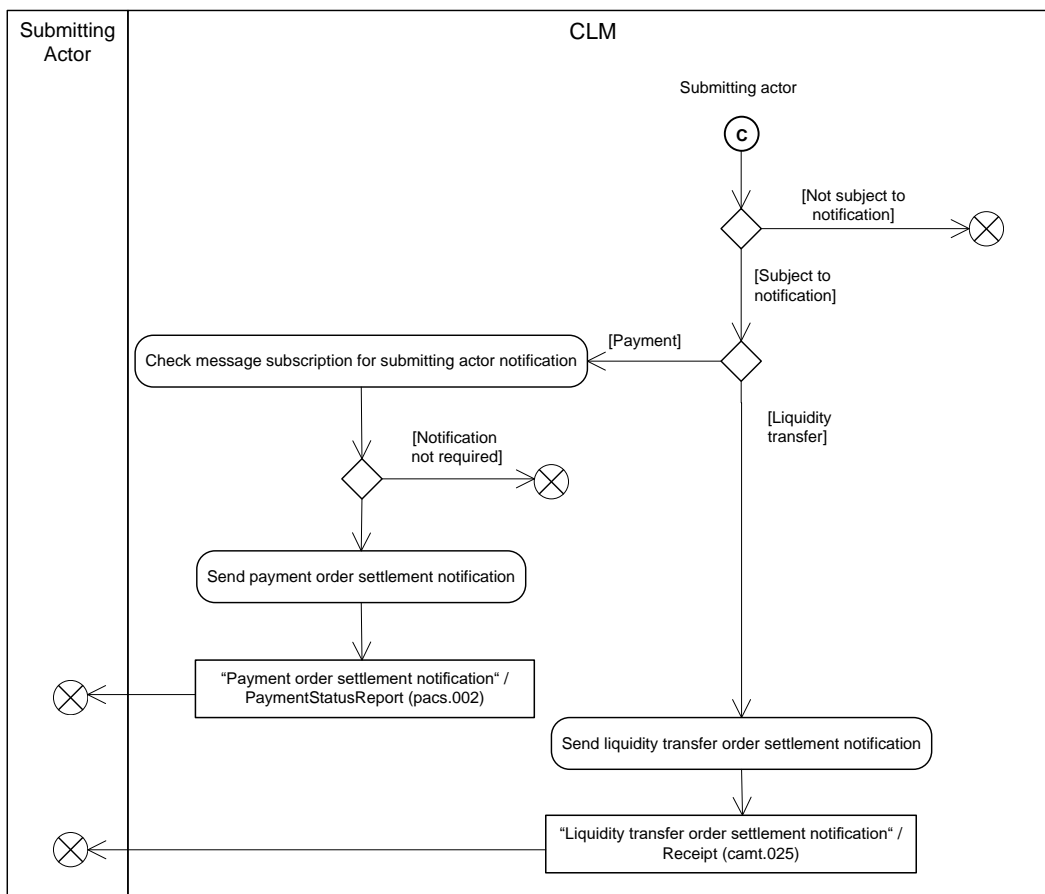 Submitting
Actor
CLM
Submitting actor
C
[Not subject to
notification]
[Subject to
notification]
[Payment]
Check message subscription for submitting actor notification
[Liquidity
transfer]
[Notification
not required]
Send payment order settlement notification
“Payment order settlement notification“ /
PaymentStatusReport (pacs.002)
Send liquidity transfer order settlement notification
“Liquidity transfer order settlement notification“ /
Receipt (camt.025)